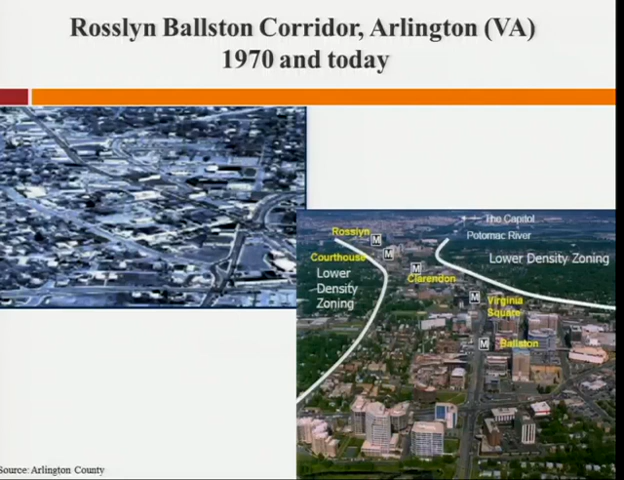 Rosslyn Ballston Corridor, Arlington (VA)
1970 and today
The Capitol
Rosslyn
M
Potomac River
M
Courthouse
Lower Density Zoning
M
Lower
Density
Zoning
Clarendon
M
Virginia
Square
M
Ballston
Source: Arlington County